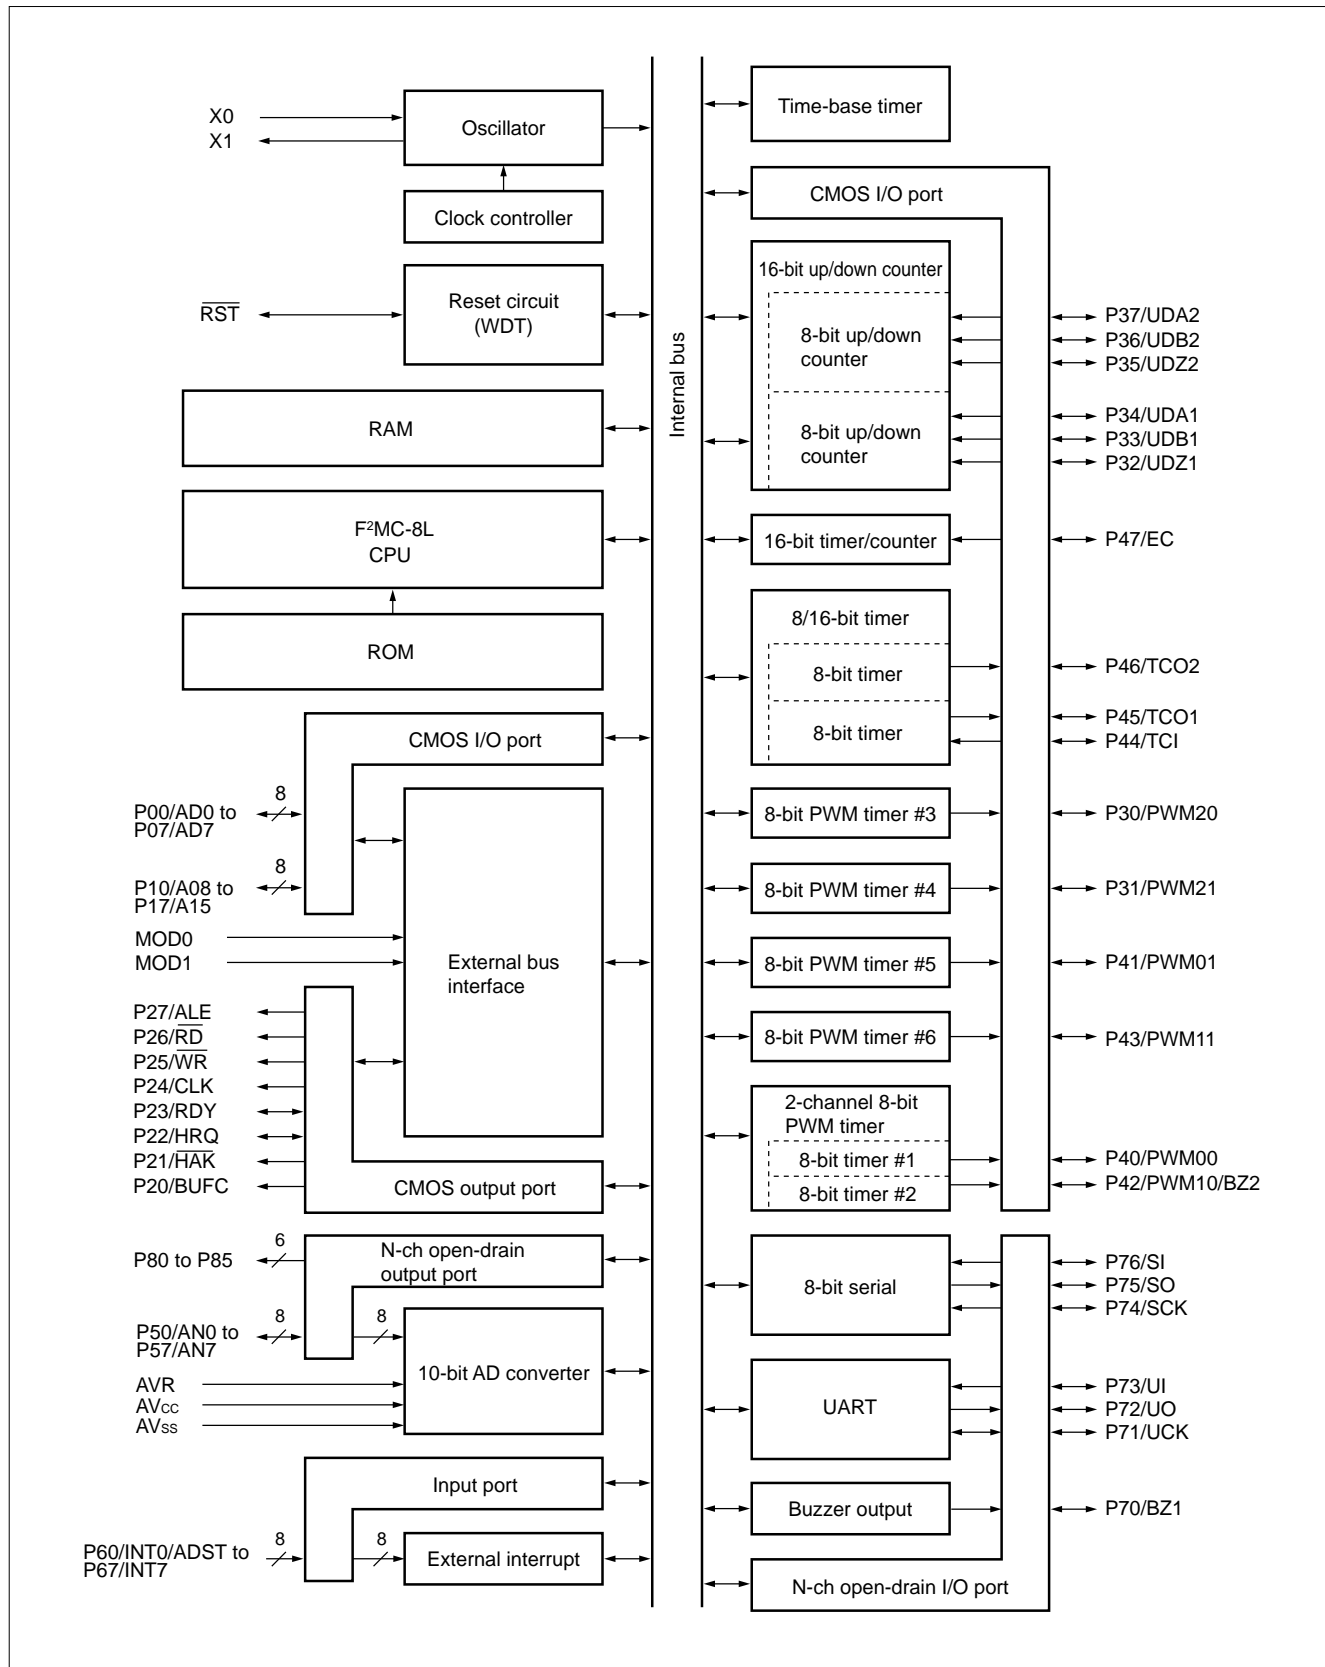 X0
X1
Oscillator
Clock controller
R̅S̅T̅
Reset circuit
(WDT)
RAM
F²MC-8L
CPU
ROM
CMOS I/O port
8
P00/AD0 to
P07/AD7
8
P10/A08 to
P17/A15
MOD0
MOD1
External bus
interface
P27/ALE
P26/R̅D̅
P25/W̅R̅
P24/CLK
P23/RDY
P22/HRQ
P21/H̅A̅K̅
P20/BUFC
CMOS output port
6
P80 to P85
N-ch open-drain
output port
8
8
P50/AN0 to
P57/AN7
10-bit AD converter
AVR
AVCC
AVSS
Input port
8
8
P60/INT0/ADST to
P67/INT7
External interrupt
Internal bus
Time-base timer
CMOS I/O port
16-bit up/down counter
8-bit up/down
counter
P37/UDA2
P36/UDB2
P35/UDZ2
8-bit up/down
counter
P34/UDA1
P33/UDB1
P32/UDZ1
16-bit timer/counter
P47/EC
8/16-bit timer
8-bit timer
P46/TCO2
8-bit timer
P45/TCO1
P44/TCI
8-bit PWM timer #3
P30/PWM20
8-bit PWM timer #4
P31/PWM21
8-bit PWM timer #5
P41/PWM01
8-bit PWM timer #6
P43/PWM11
2-channel 8-bit
PWM timer
8-bit timer #1
P40/PWM00
8-bit timer #2
P42/PWM10/BZ2
8-bit serial
P76/SI
P75/SO
P74/SCK
UART
P73/UI
P72/UO
P71/UCK
Buzzer output
P70/BZ1
N-ch open-drain I/O port